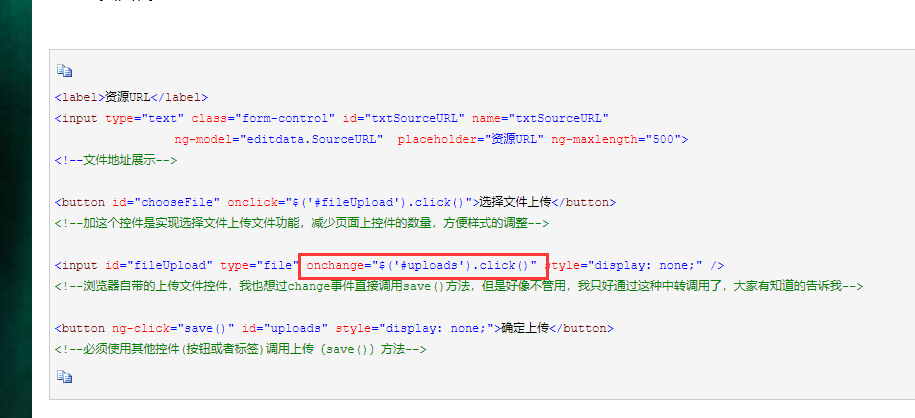 <label>资源URL</label>
<input type="text" class="form-control" id="txtSourceURL" name="txtSourceURL"
ng-model="editdata.SourceURL"  placeholder="资源URL" ng-maxlength="500">
<!--文件地址展示-->
<button id="chooseFile" onclick="$('#fileUpload').click()">选择文件上传</button>
<!--加这个控件是实现选择文件上传文件功能，减少页面上控件的数量，方便样式的调整-->
<input id="fileUpload" type="file" onchange="$('#uploads').click()" style="display: none;" />
<!--浏览器自带的上传文件控件，我也想过change事件直接调用save()方法，但是好像不管用，我只好通过这种中转调用了，大家有知道的告诉我-->
<button ng-click="save()" id="uploads" style="display: none;">确定上传</button>
<!--必须使用其他控件(按钮或者标签)调用上传（save()）方法-->